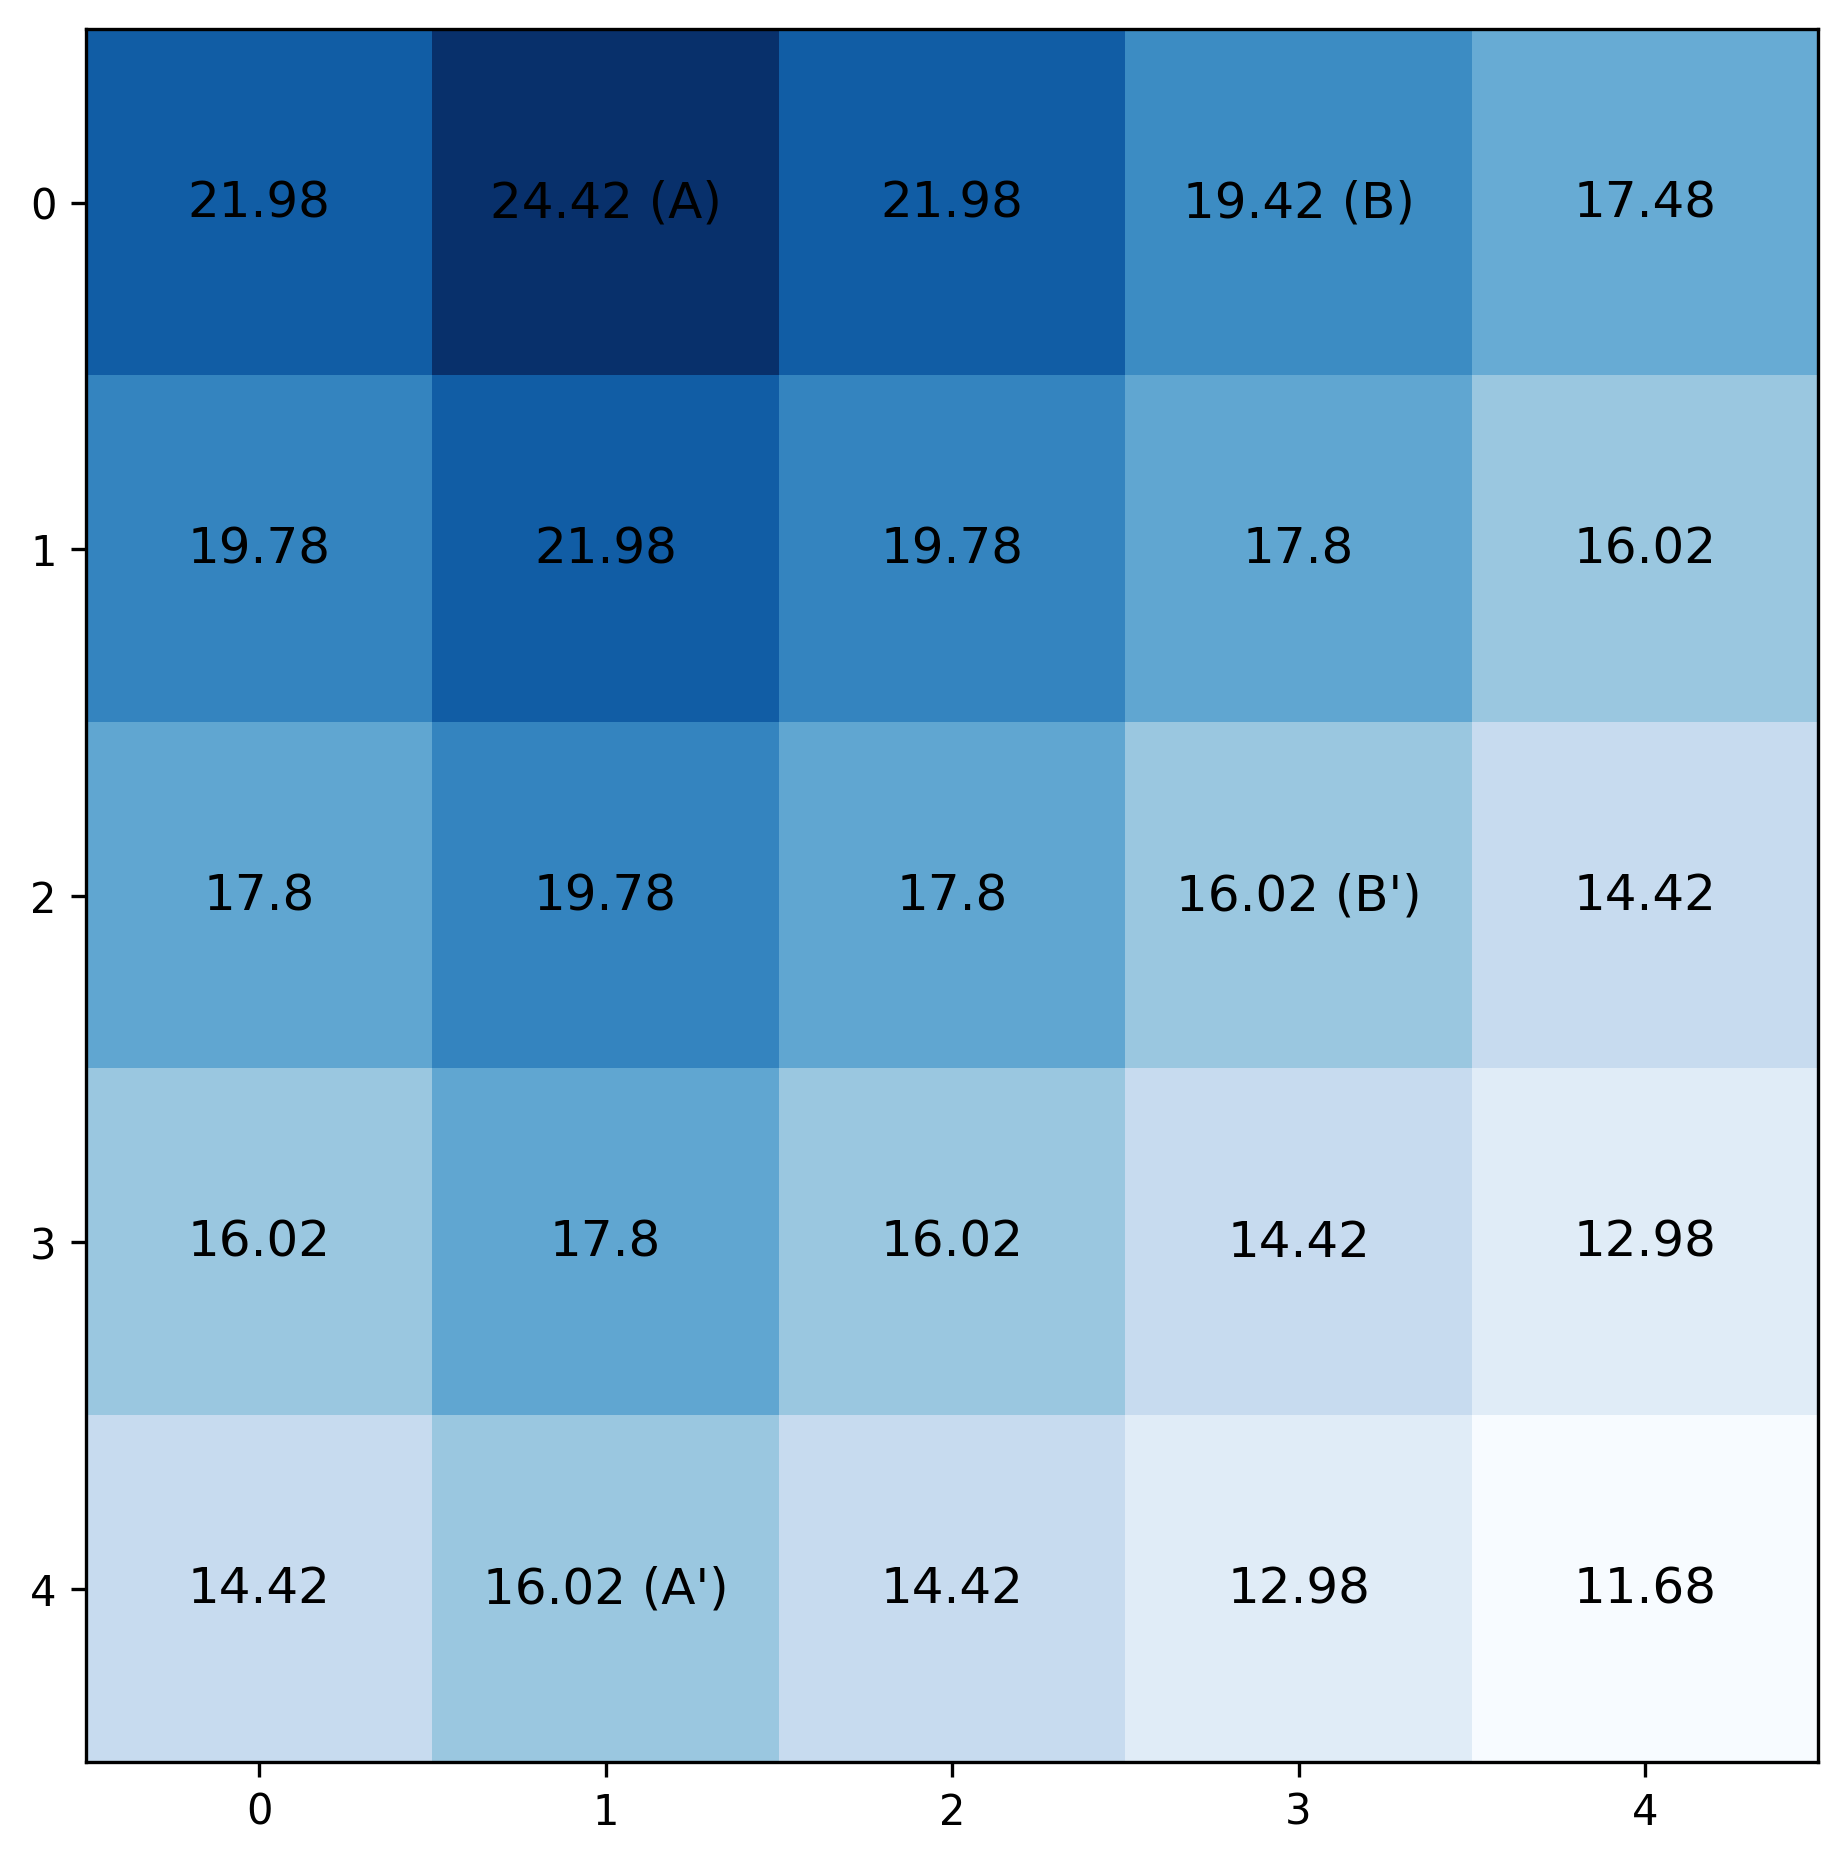 0 21.98 24.42 (A) 21.98 19.42 (B) 17.48
1 19.78 21.98 19.78 17.8 16.02
2 17.8 19.78 17.8 16.02 (B') 14.42
3 16.02 17.8 16.02 14.42 12.98
4 14.42 16.02 (A') 14.42 12.98 11.68
0 1 2 3 4